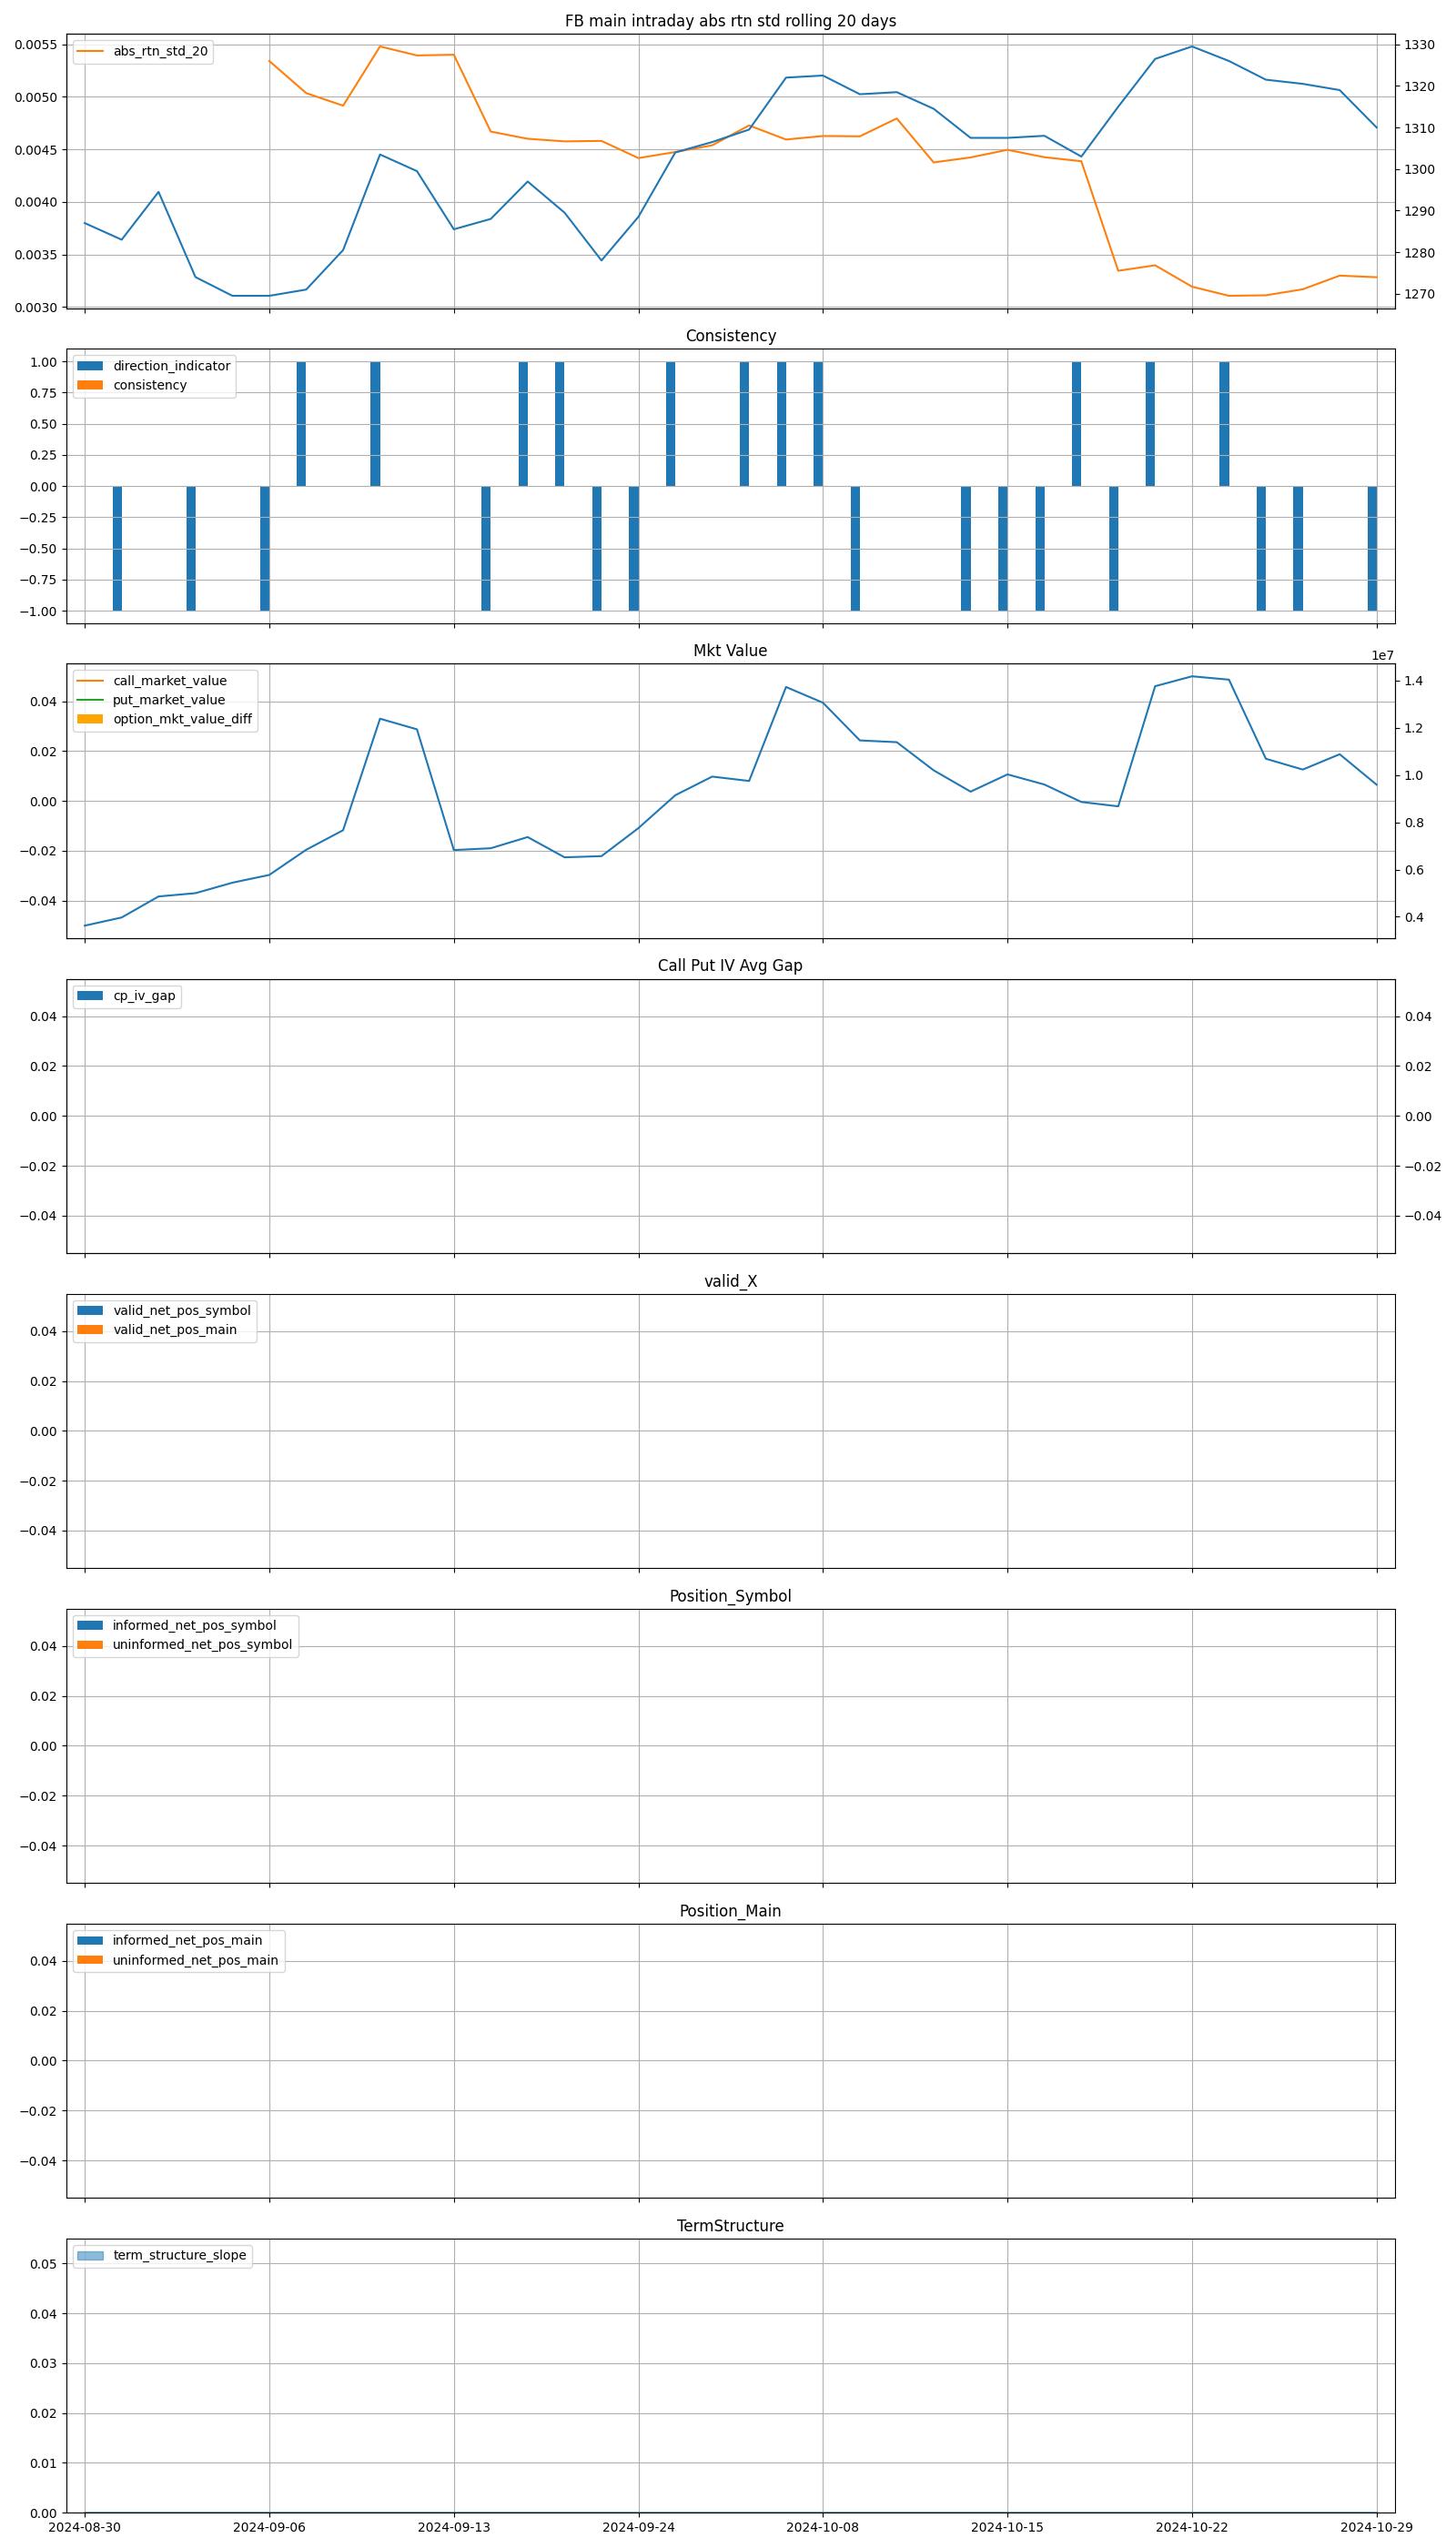 FB main intraday abs rtn std rolling 20 days
abs_rtn_std_20
0.0055
0.0050
0.0045
0.0040
0.0035
0.0030
1330
1320
1310
1300
1290
1280
1270
Consistency
direction_indicator
consistency
1.00
0.75
0.50
0.25
0.00
−0.25
−0.50
−0.75
−1.00
Mkt Value
1e7
call_market_value
put_market_value
option_mkt_value_diff
0.04
0.02
0.00
−0.02
−0.04
1.4
1.2
1.0
0.8
0.6
0.4
Call Put IV Avg Gap
cp_iv_gap
0.04
0.02
0.00
−0.02
−0.04
0.04
0.02
0.00
−0.02
−0.04
valid_X
valid_net_pos_symbol
valid_net_pos_main
0.04
0.02
0.00
−0.02
−0.04
Position_Symbol
informed_net_pos_symbol
uninformed_net_pos_symbol
0.04
0.02
0.00
−0.02
−0.04
Position_Main
informed_net_pos_main
uninformed_net_pos_main
0.04
0.02
0.00
−0.02
−0.04
TermStructure
term_structure_slope
0.05
0.04
0.03
0.02
0.01
0.00
2024-08-30 2024-09-06 2024-09-13 2024-09-24 2024-10-08 2024-10-15 2024-10-22 2024-10-29